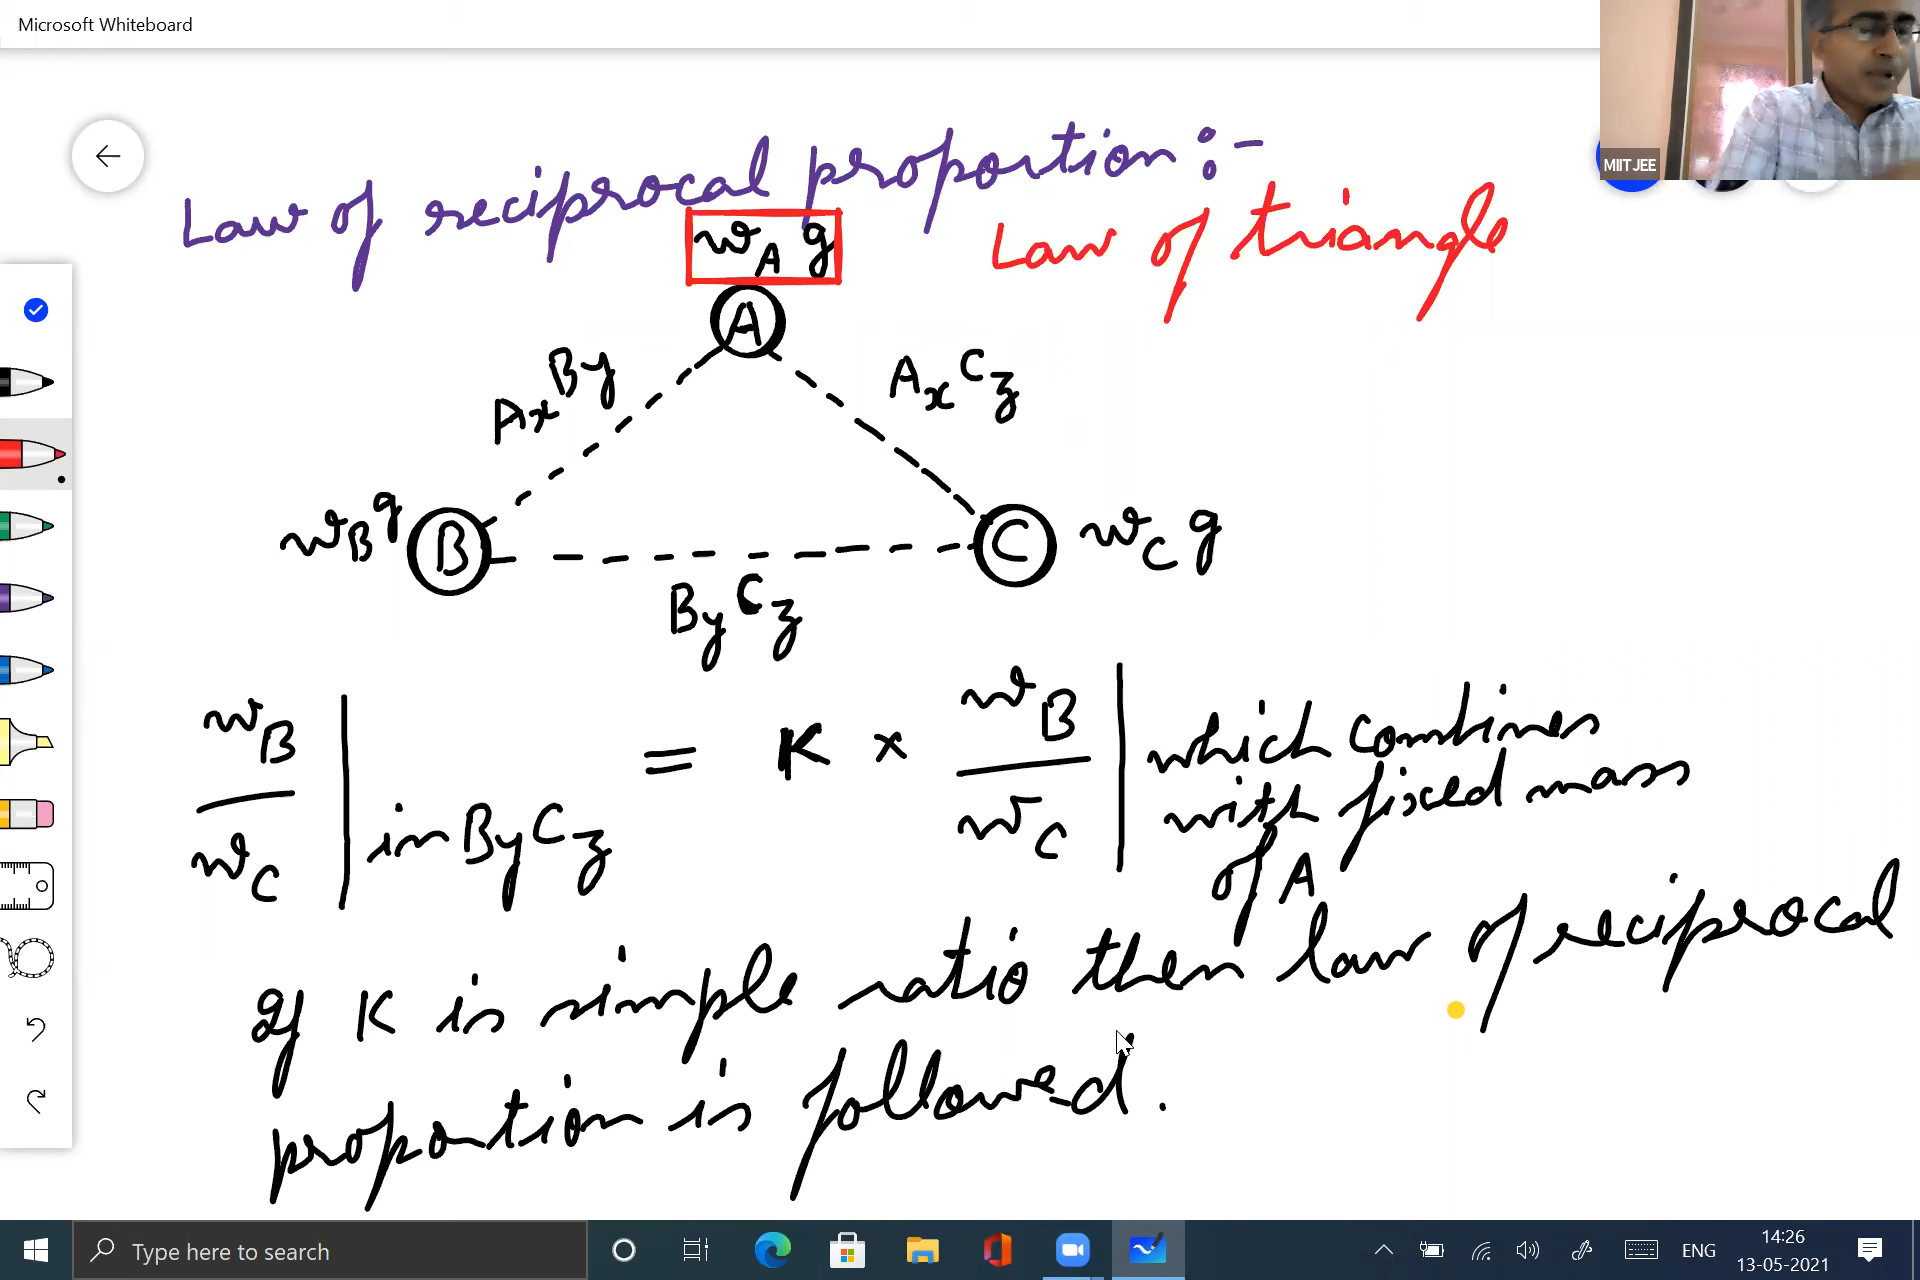 Microsoft Whiteboard
MIIT JEE
Law of reciprocal proportion :-
Law of triangle
wA g
A
AxBy
AxCz
wB g
B
C
wC g
ByCz
wB/wC | in ByCz = K × wB/wC | which combines
with fixed mass
of A
If K is simple ratio then law of reciprocal
proportion is followed.
Type here to search
ENG
14:26
13-05-2021